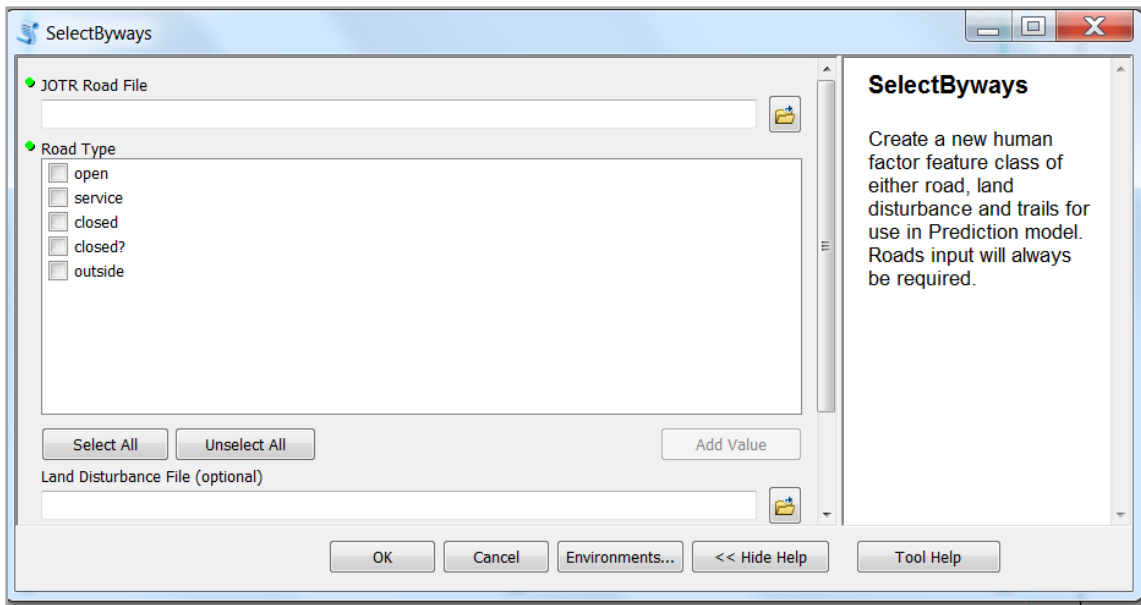 SelectByways
JOTR Road File
Road Type
open
service
closed
closed?
outside
Select All
Unselect All
Add Value
Land Disturbance File (optional)
OK
Cancel
Environments...
<< Hide Help
Tool Help
SelectByways
Create a new human
factor feature class of
either road, land
disturbance and trails for
use in Prediction model.
Roads input will always
be required.